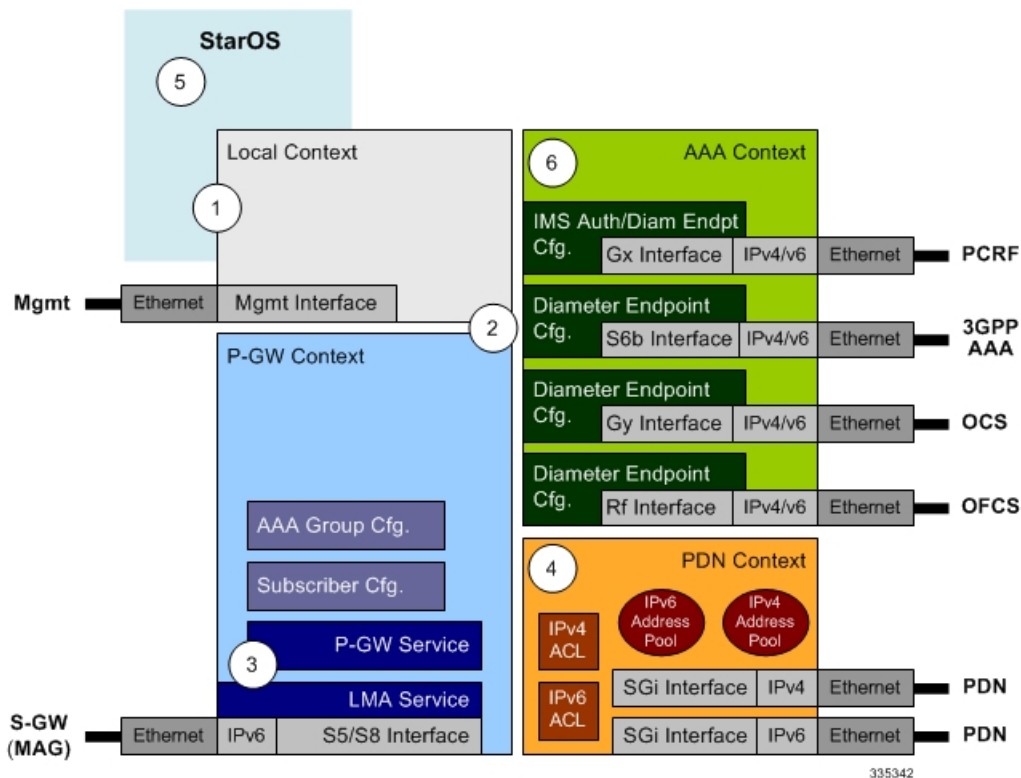 StarOS
5
Local Context
1
Mgmt
Ethernet
Mgmt Interface
2
P-GW Context
AAA Group Cfg.
Subscriber Cfg.
P-GW Service
3
LMA Service
S-GW
(MAG)
Ethernet
IPv6
S5/S8 Interface
6
AAA Context
IMS Auth/Diam Endpt
Cfg.
Gx Interface
IPv4/v6
Ethernet
PCRF
Diameter Endpoint
Cfg.
S6b Interface
IPv4/v6
Ethernet
3GPP
AAA
Diameter Endpoint
Cfg.
Gy Interface
IPv4/v6
Ethernet
OCS
Diameter Endpoint
Cfg.
Rf Interface
IPv4/v6
Ethernet
OFCS
4
PDN Context
IPv6
Address
Pool
IPv4
Address
Pool
IPv4
ACL
IPv6
ACL
SGi Interface
IPv4
Ethernet
PDN
SGi Interface
IPv6
Ethernet
PDN
335342